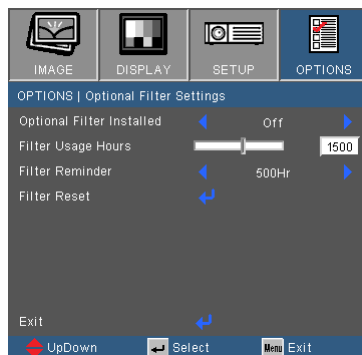 IMAGE DISPLAY SETUP OPTIONS
OPTIONS | Optional Filter Settings
Optional Filter Installed Off
Filter Usage Hours 1500
Filter Reminder 500Hr
Filter Reset
Exit
UpDown Select Menu Exit